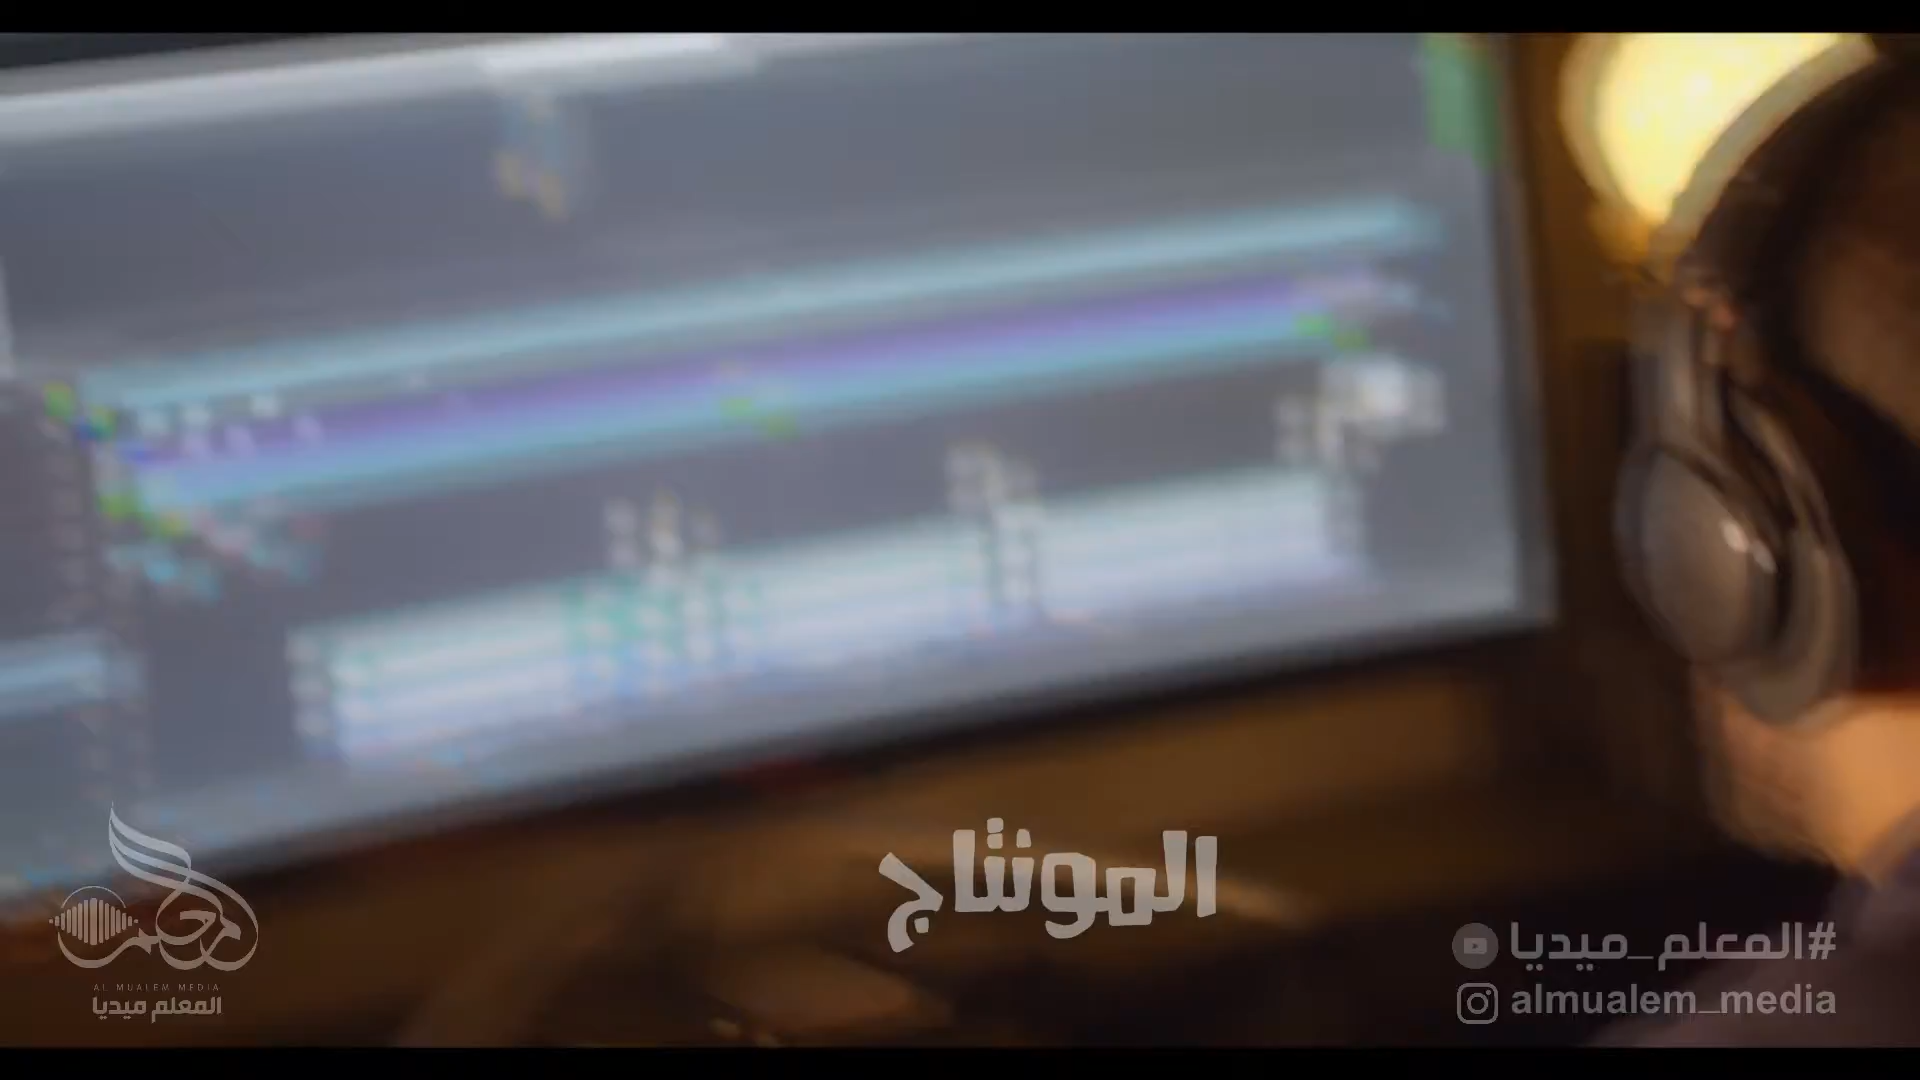 المونتاج
#المعلم_ميديا
almualem_media
AL MUALEM MEDIA
المعلم ميديا